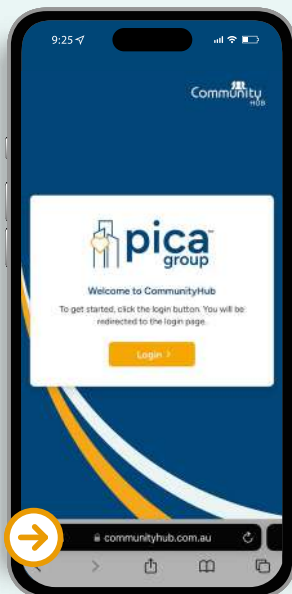 9:25
Community
HUB
pica
group
Welcome to CommunityHub
To get started, click the login button. You will be
redirected to the login page.
Login >
communityhub.com.au